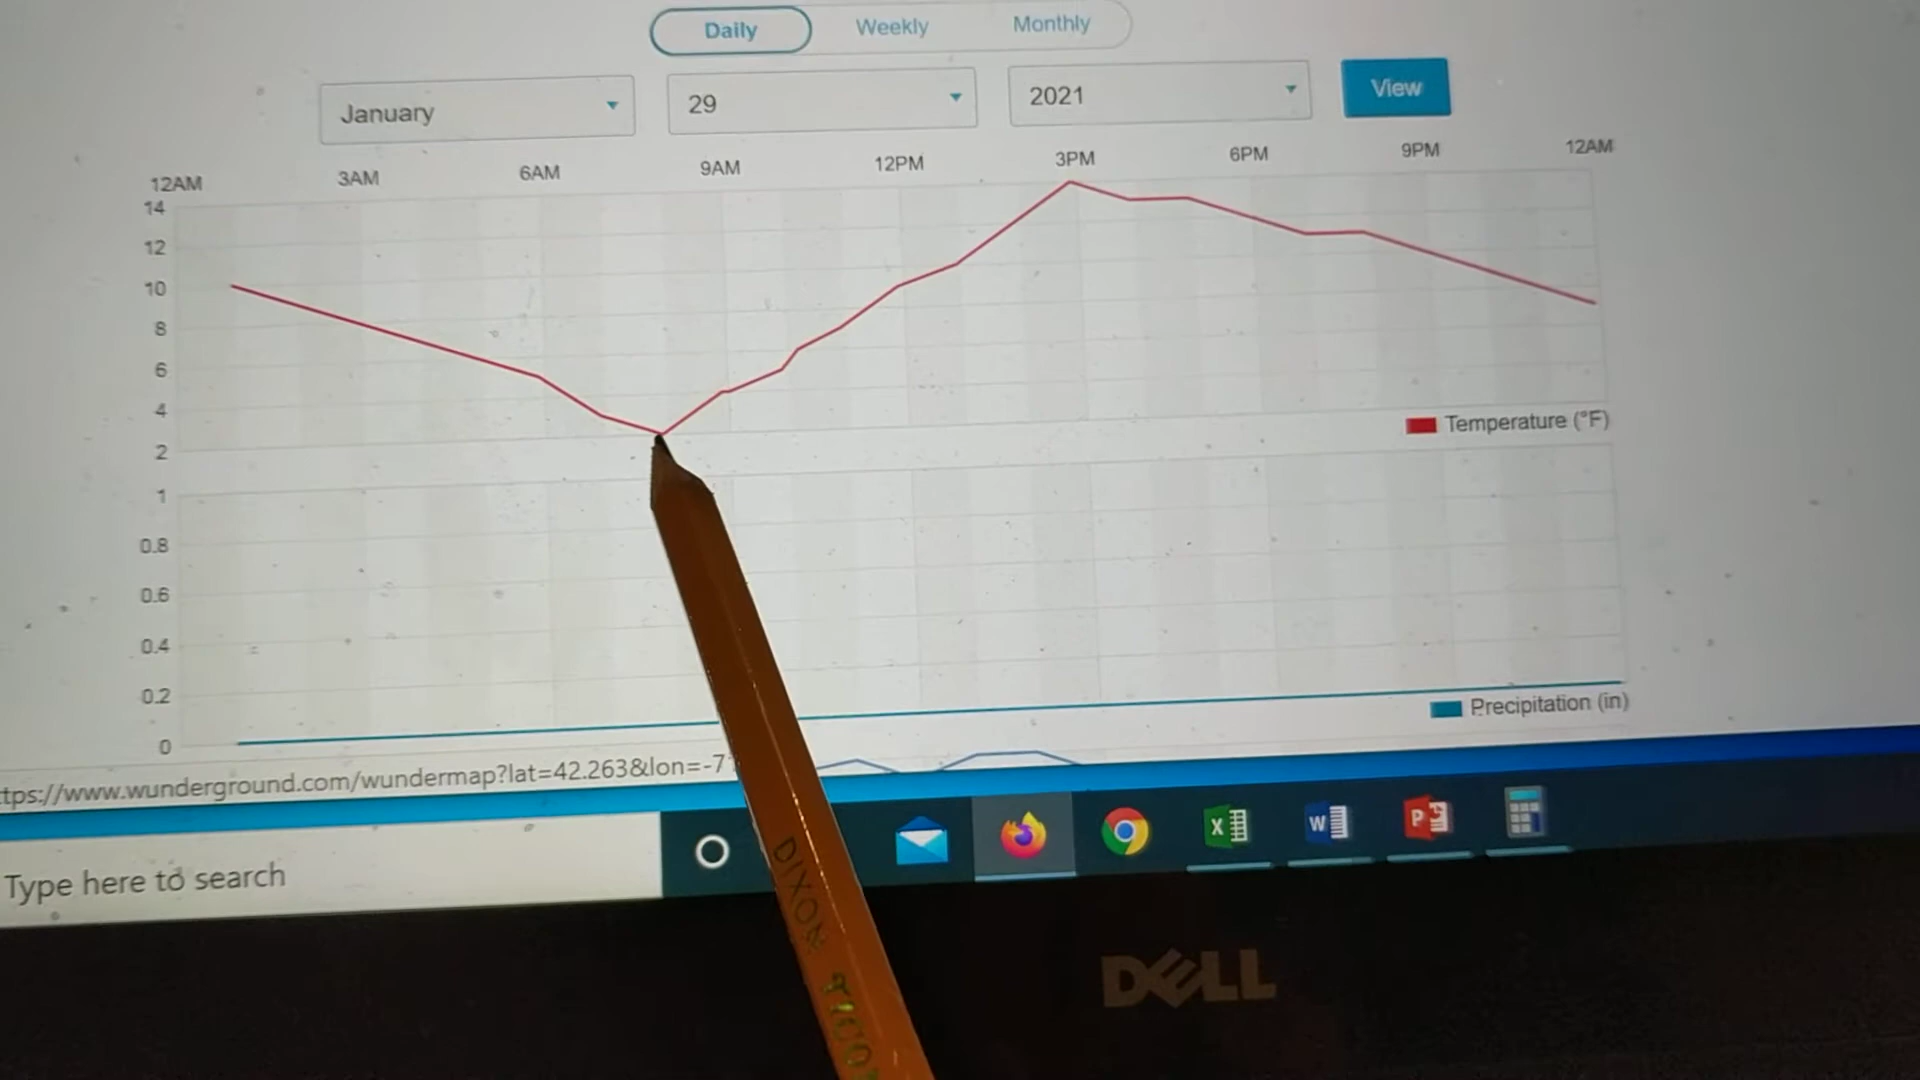 Daily Weekly Monthly
January 29 2021 View
12AM 3AM 6AM 9AM 12PM 3PM 6PM 9PM 12AM
14
12
10
8
6
4
Temperature (°F)
2
1
0.8
0.6
0.4
0.2
Precipitation (in)
0
tps://www.wunderground.com/wundermap?lat=42.263&lon=-7
Type here to search
X W P
DELL
DIXON TICO